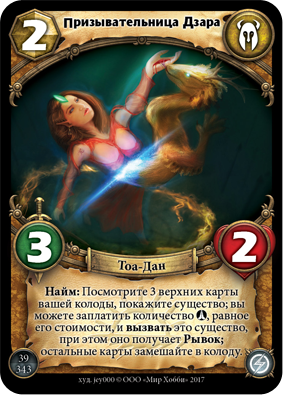 Призывательница Дзара
2
3
2
Тоа-Дан
Найм: Посмотрите 3 верхних карты
вашей колоды, покажите существо; вы
можете заплатить количество , равное
его стоимости, и вызвать это существо,
при этом оно получает Рывок;
остальные карты замешайте в колоду.
39
343
худ. jey000 © ООО «Мир Хобби» 2017